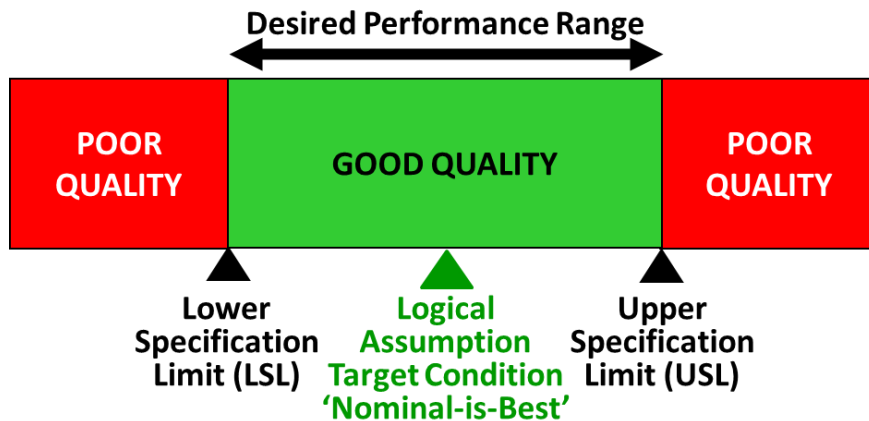 Desired Performance Range
POOR
QUALITY
GOOD QUALITY
POOR
QUALITY
Lower
Specification
Limit (LSL)
Logical
Assumption
Target Condition
‘Nominal-is-Best’
Upper
Specification
Limit (USL)